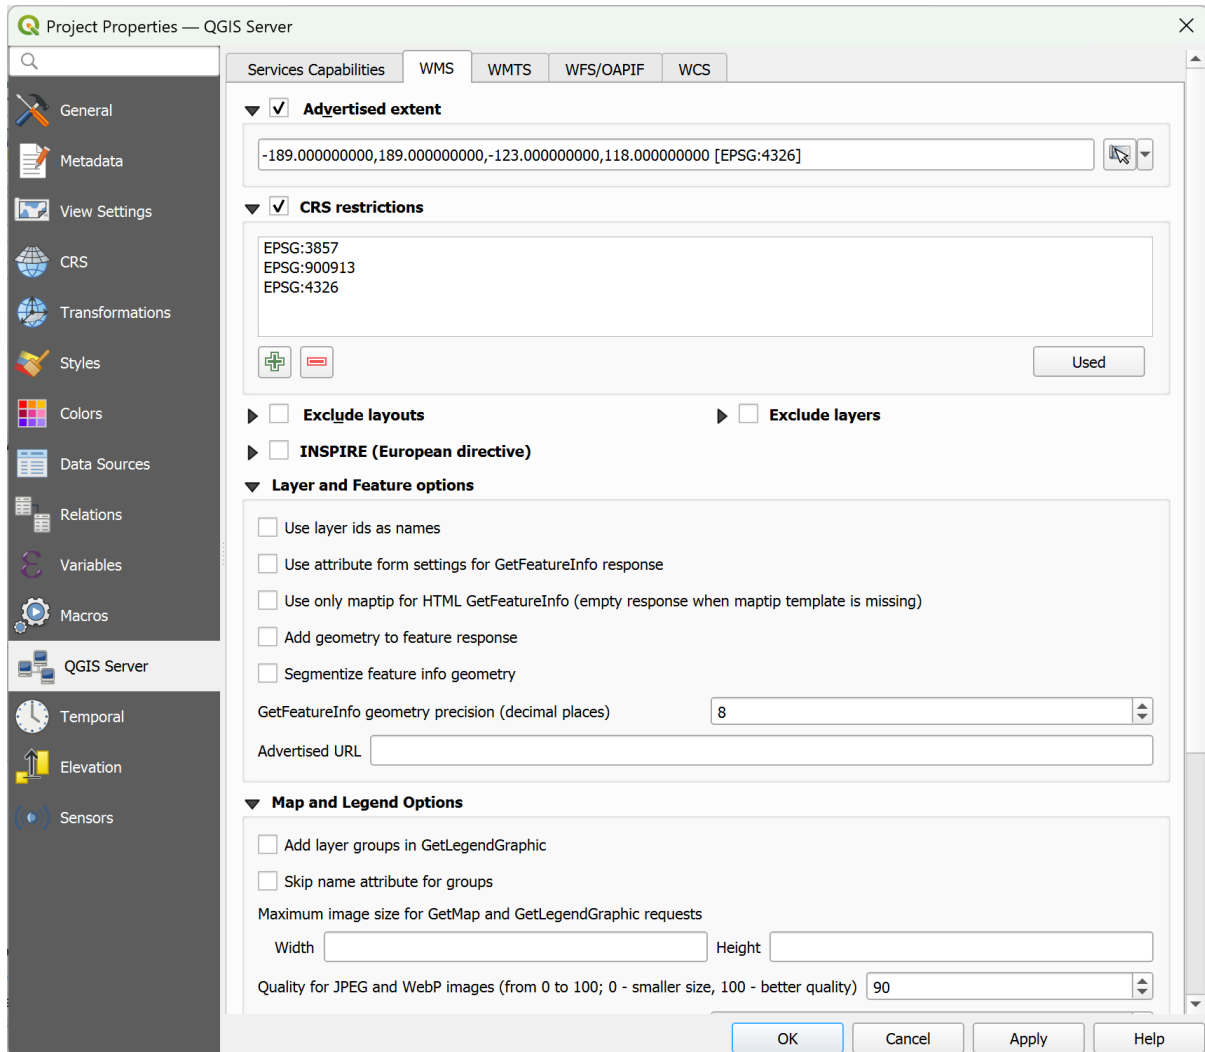 Project Properties — QGIS Server
Services Capabilities WMS WMTS WFS/OAPIF WCS
General
Metadata
View Settings
CRS
Transformations
Styles
Colors
Data Sources
Relations
Variables
Macros
QGIS Server
Temporal
Elevation
Sensors
Advertised extent
-189.000000000,189.000000000,-123.000000000,118.000000000 [EPSG:4326]
CRS restrictions
EPSG:3857
EPSG:900913
EPSG:4326
Used
Exclude layouts Exclude layers
INSPIRE (European directive)
Layer and Feature options
Use layer ids as names
Use attribute form settings for GetFeatureInfo response
Use only maptip for HTML GetFeatureInfo (empty response when maptip template is missing)
Add geometry to feature response
Segmentize feature info geometry
GetFeatureInfo geometry precision (decimal places) 8
Advertised URL
Map and Legend Options
Add layer groups in GetLegendGraphic
Skip name attribute for groups
Maximum image size for GetMap and GetLegendGraphic requests
Width Height
Quality for JPEG and WebP images (from 0 to 100; 0 - smaller size, 100 - better quality) 90
OK Cancel Apply Help